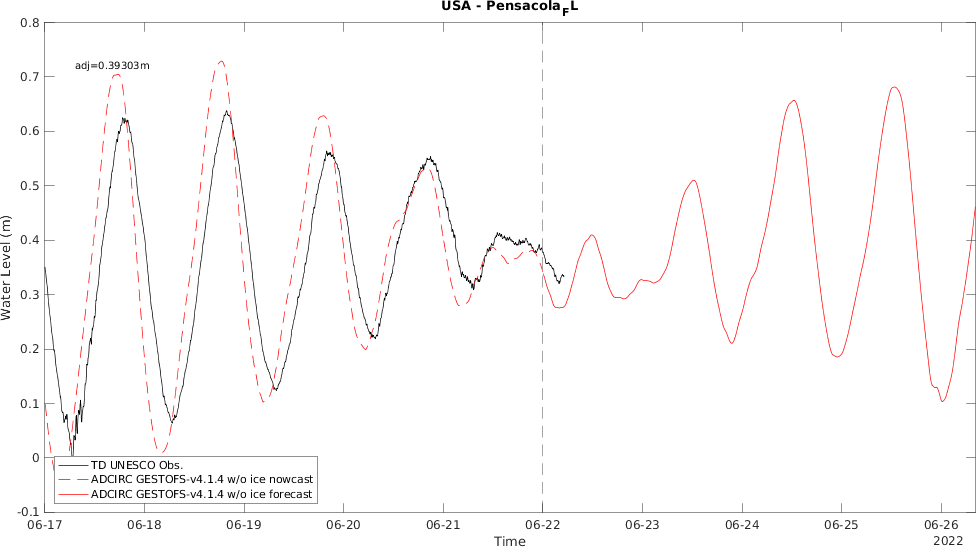 USA - Pensacola_FL
adj=0.39303m
0.8
0.7
0.6
0.5
0.4
0.3
0.2
0.1
0
-0.1
Water Level (m)
TD UNESCO Obs.
ADCIRC GESTOFS-v4.1.4 w/o ice nowcast
ADCIRC GESTOFS-v4.1.4 w/o ice forecast
06-17 06-18 06-19 06-20 06-21 06-22 06-23 06-24 06-25 06-26
Time 2022